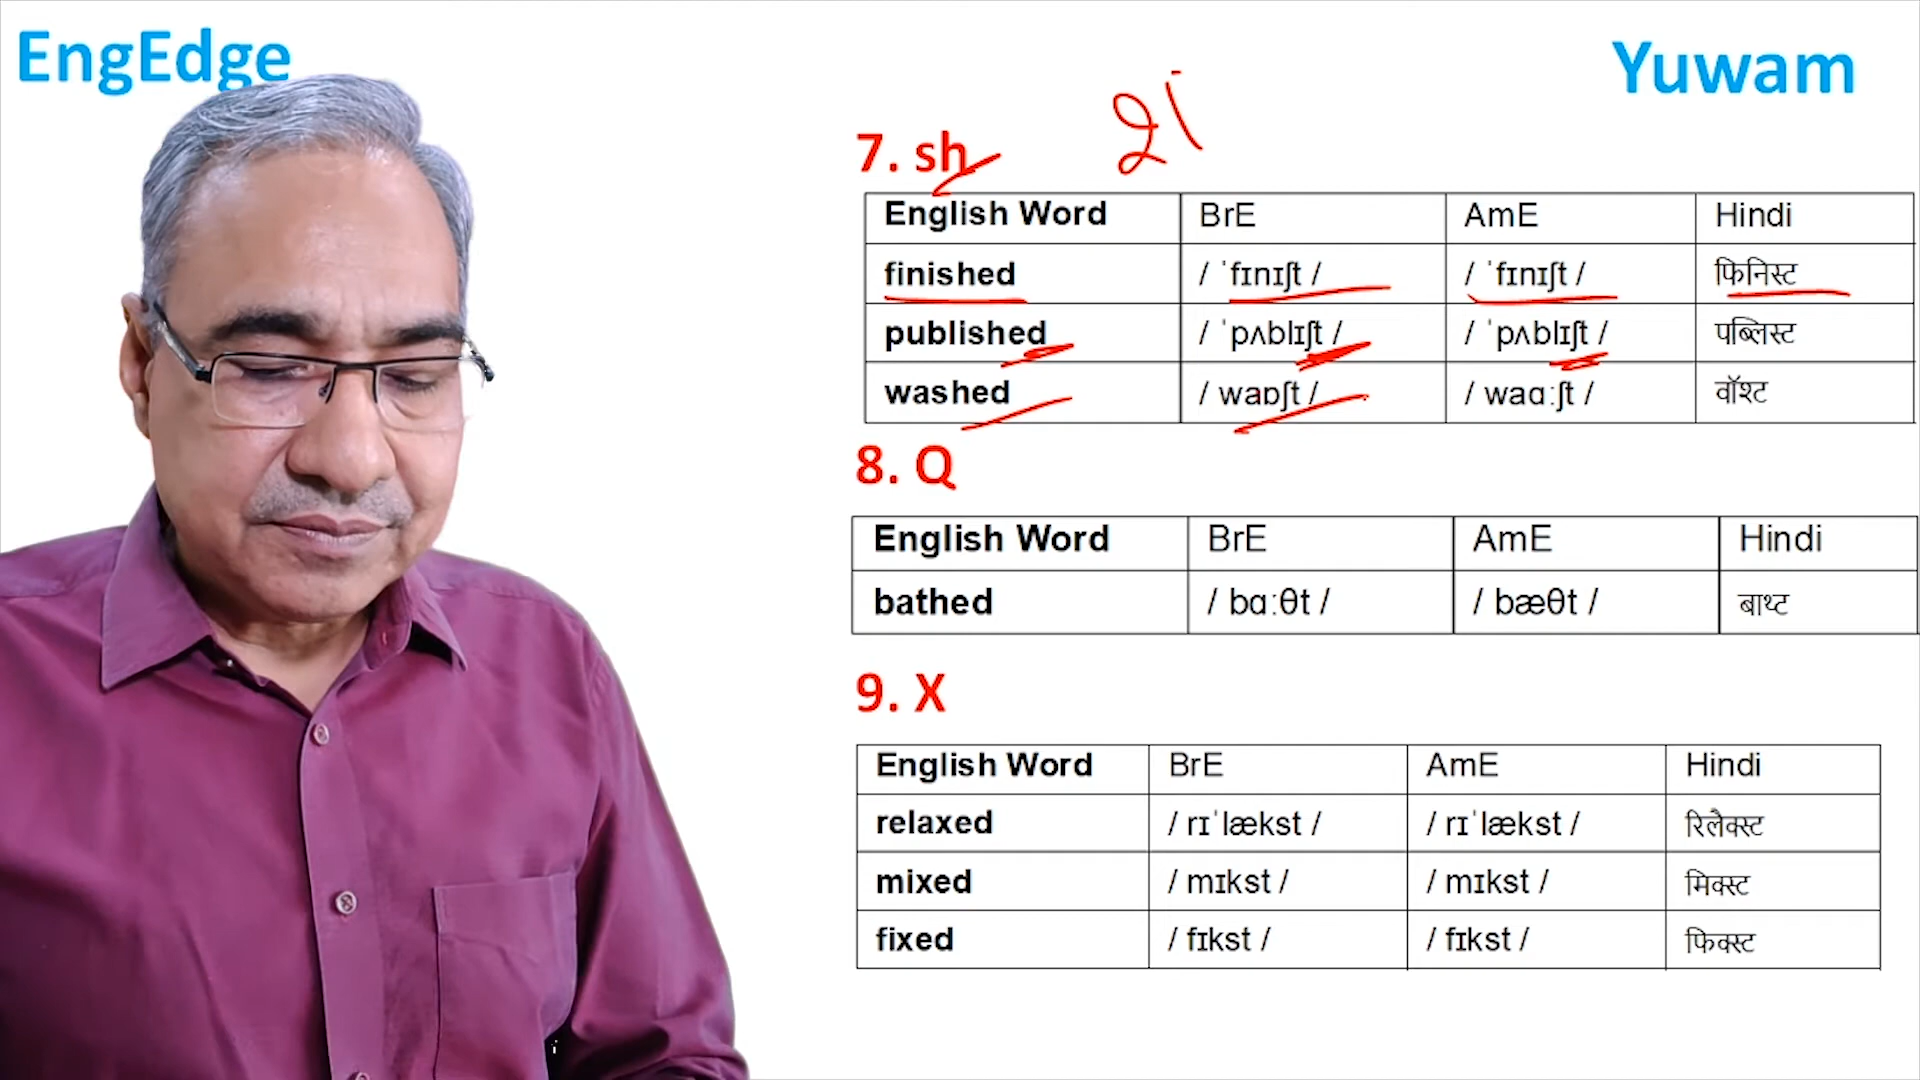 EngEdge
Yuwam
7. sh
श
English Word BrE AmE Hindi
finished / ˈfɪnɪʃt / / ˈfɪnɪʃt / फिनिस्ट
published / ˈpʌblɪʃt / / ˈpʌblɪʃt / पब्लिस्ट
washed / waɒʃt / / waɑːʃt / वॉश्ट
8. Q
English Word BrE AmE Hindi
bathed / bɑːθt / / bæθt / बाथ्ट
9. X
English Word BrE AmE Hindi
relaxed / rɪˈlækst / / rɪˈlækst / रिलैक्स्ट
mixed / mɪkst / / mɪkst / मिक्स्ट
fixed / fɪkst / / fɪkst / फिक्स्ट